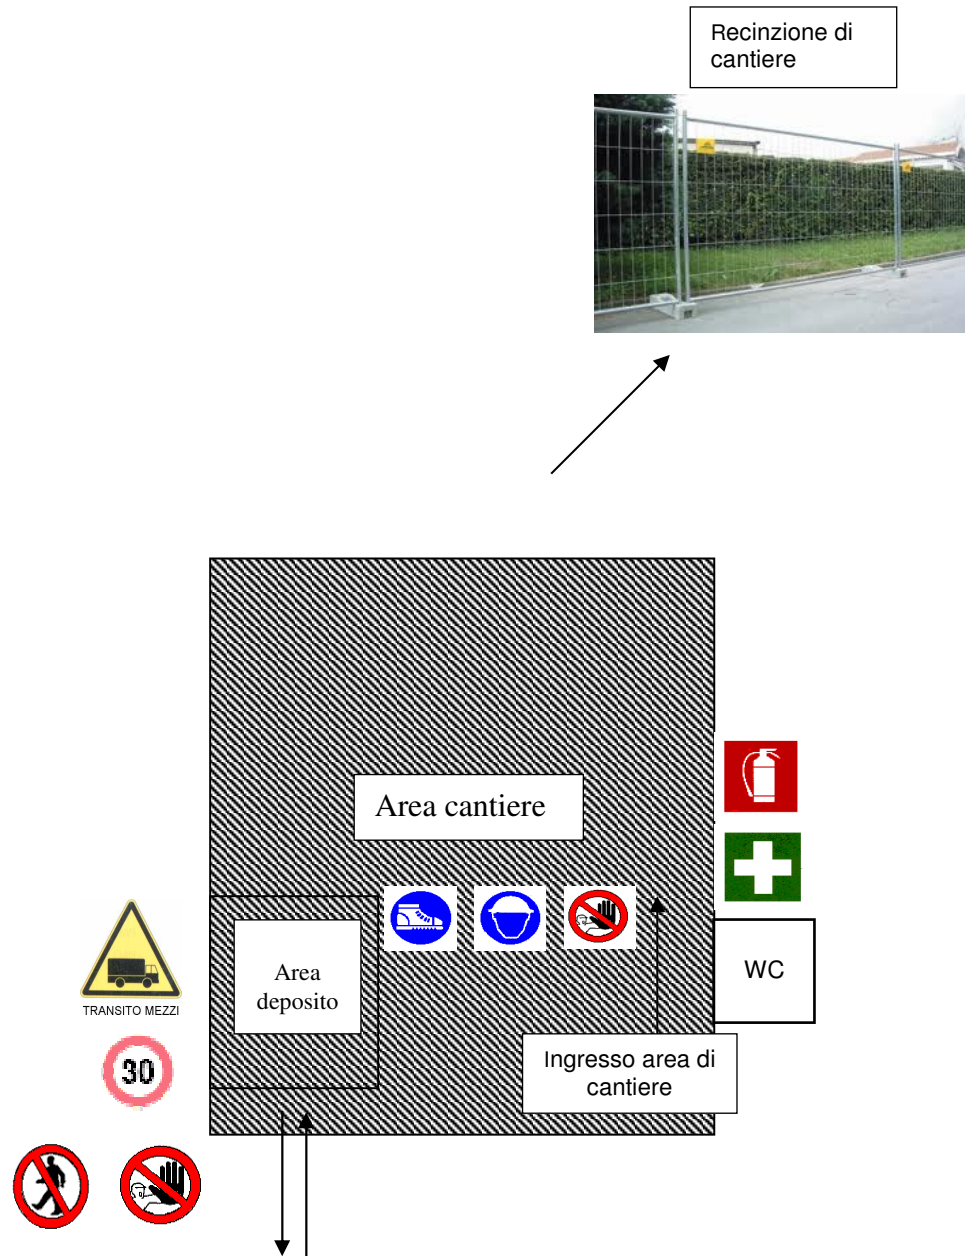 Recinzione di
cantiere
Area cantiere
Area
deposito
WC
TRANSITO MEZZI
Ingresso area di
cantiere
30